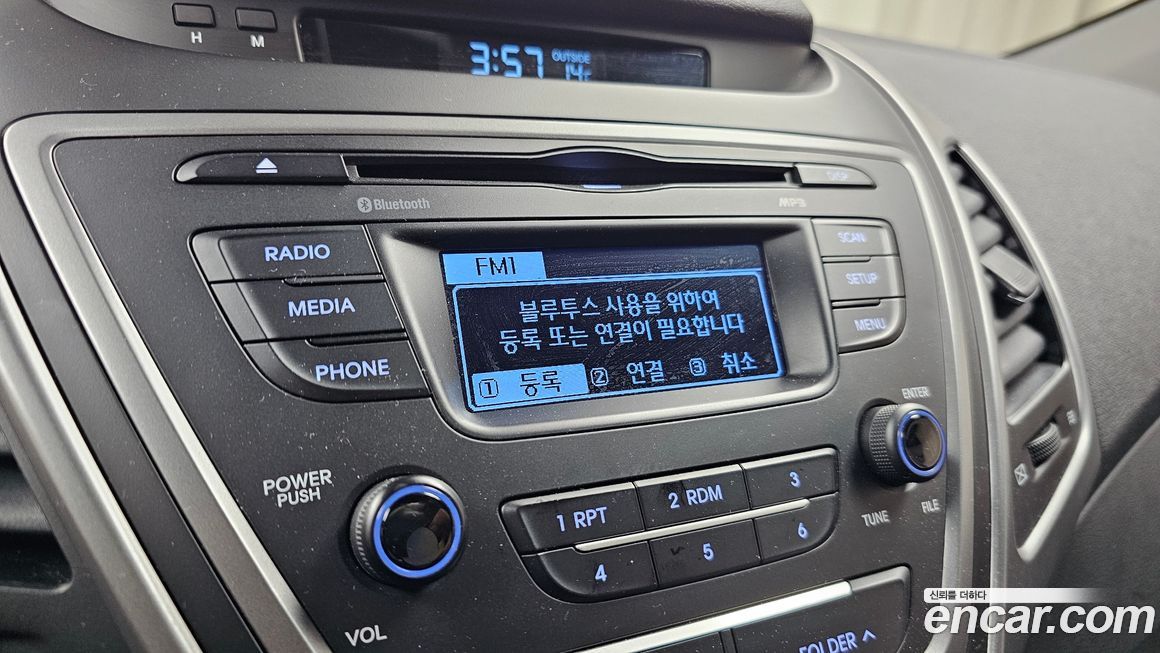 H M
3:57 OUTSIDE 14°C
DISP
Bluetooth MP3
RADIO
MEDIA
PHONE
SCAN
SETUP
MENU
FM1
블루투스 사용을 위하여
등록 또는 연결이 필요합니다
1 등록 2 연결 3 취소
POWER
PUSH
VOL
1 RPT 2 RDM 3
4 5 6
ENTER
TUNE FILE
FOLDER ^
신뢰를 더하다
encar.com